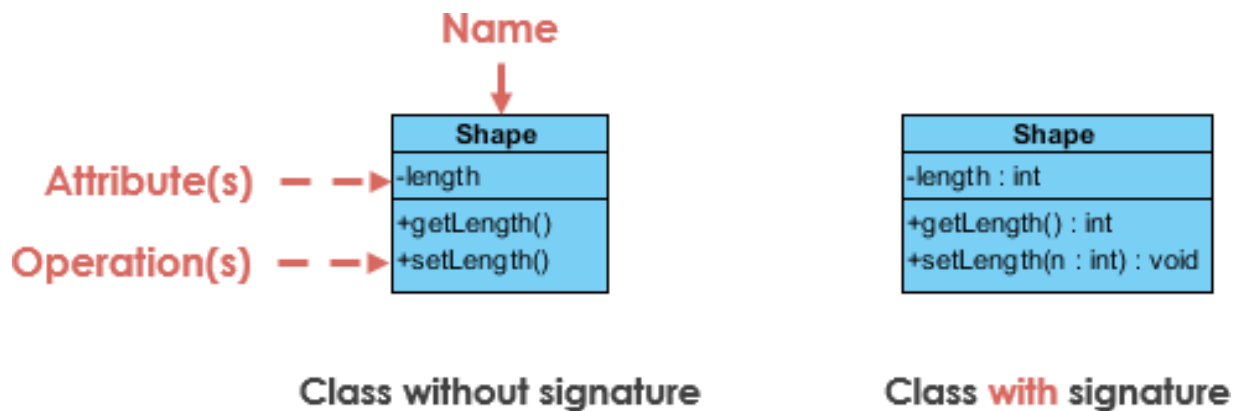 Name
Shape
Attribute(s)
-length
+getLength()
Operation(s)
+setLength()
Class without signature
Shape
-length : int
+getLength() : int
+setLength(n : int) : void
Class with signature